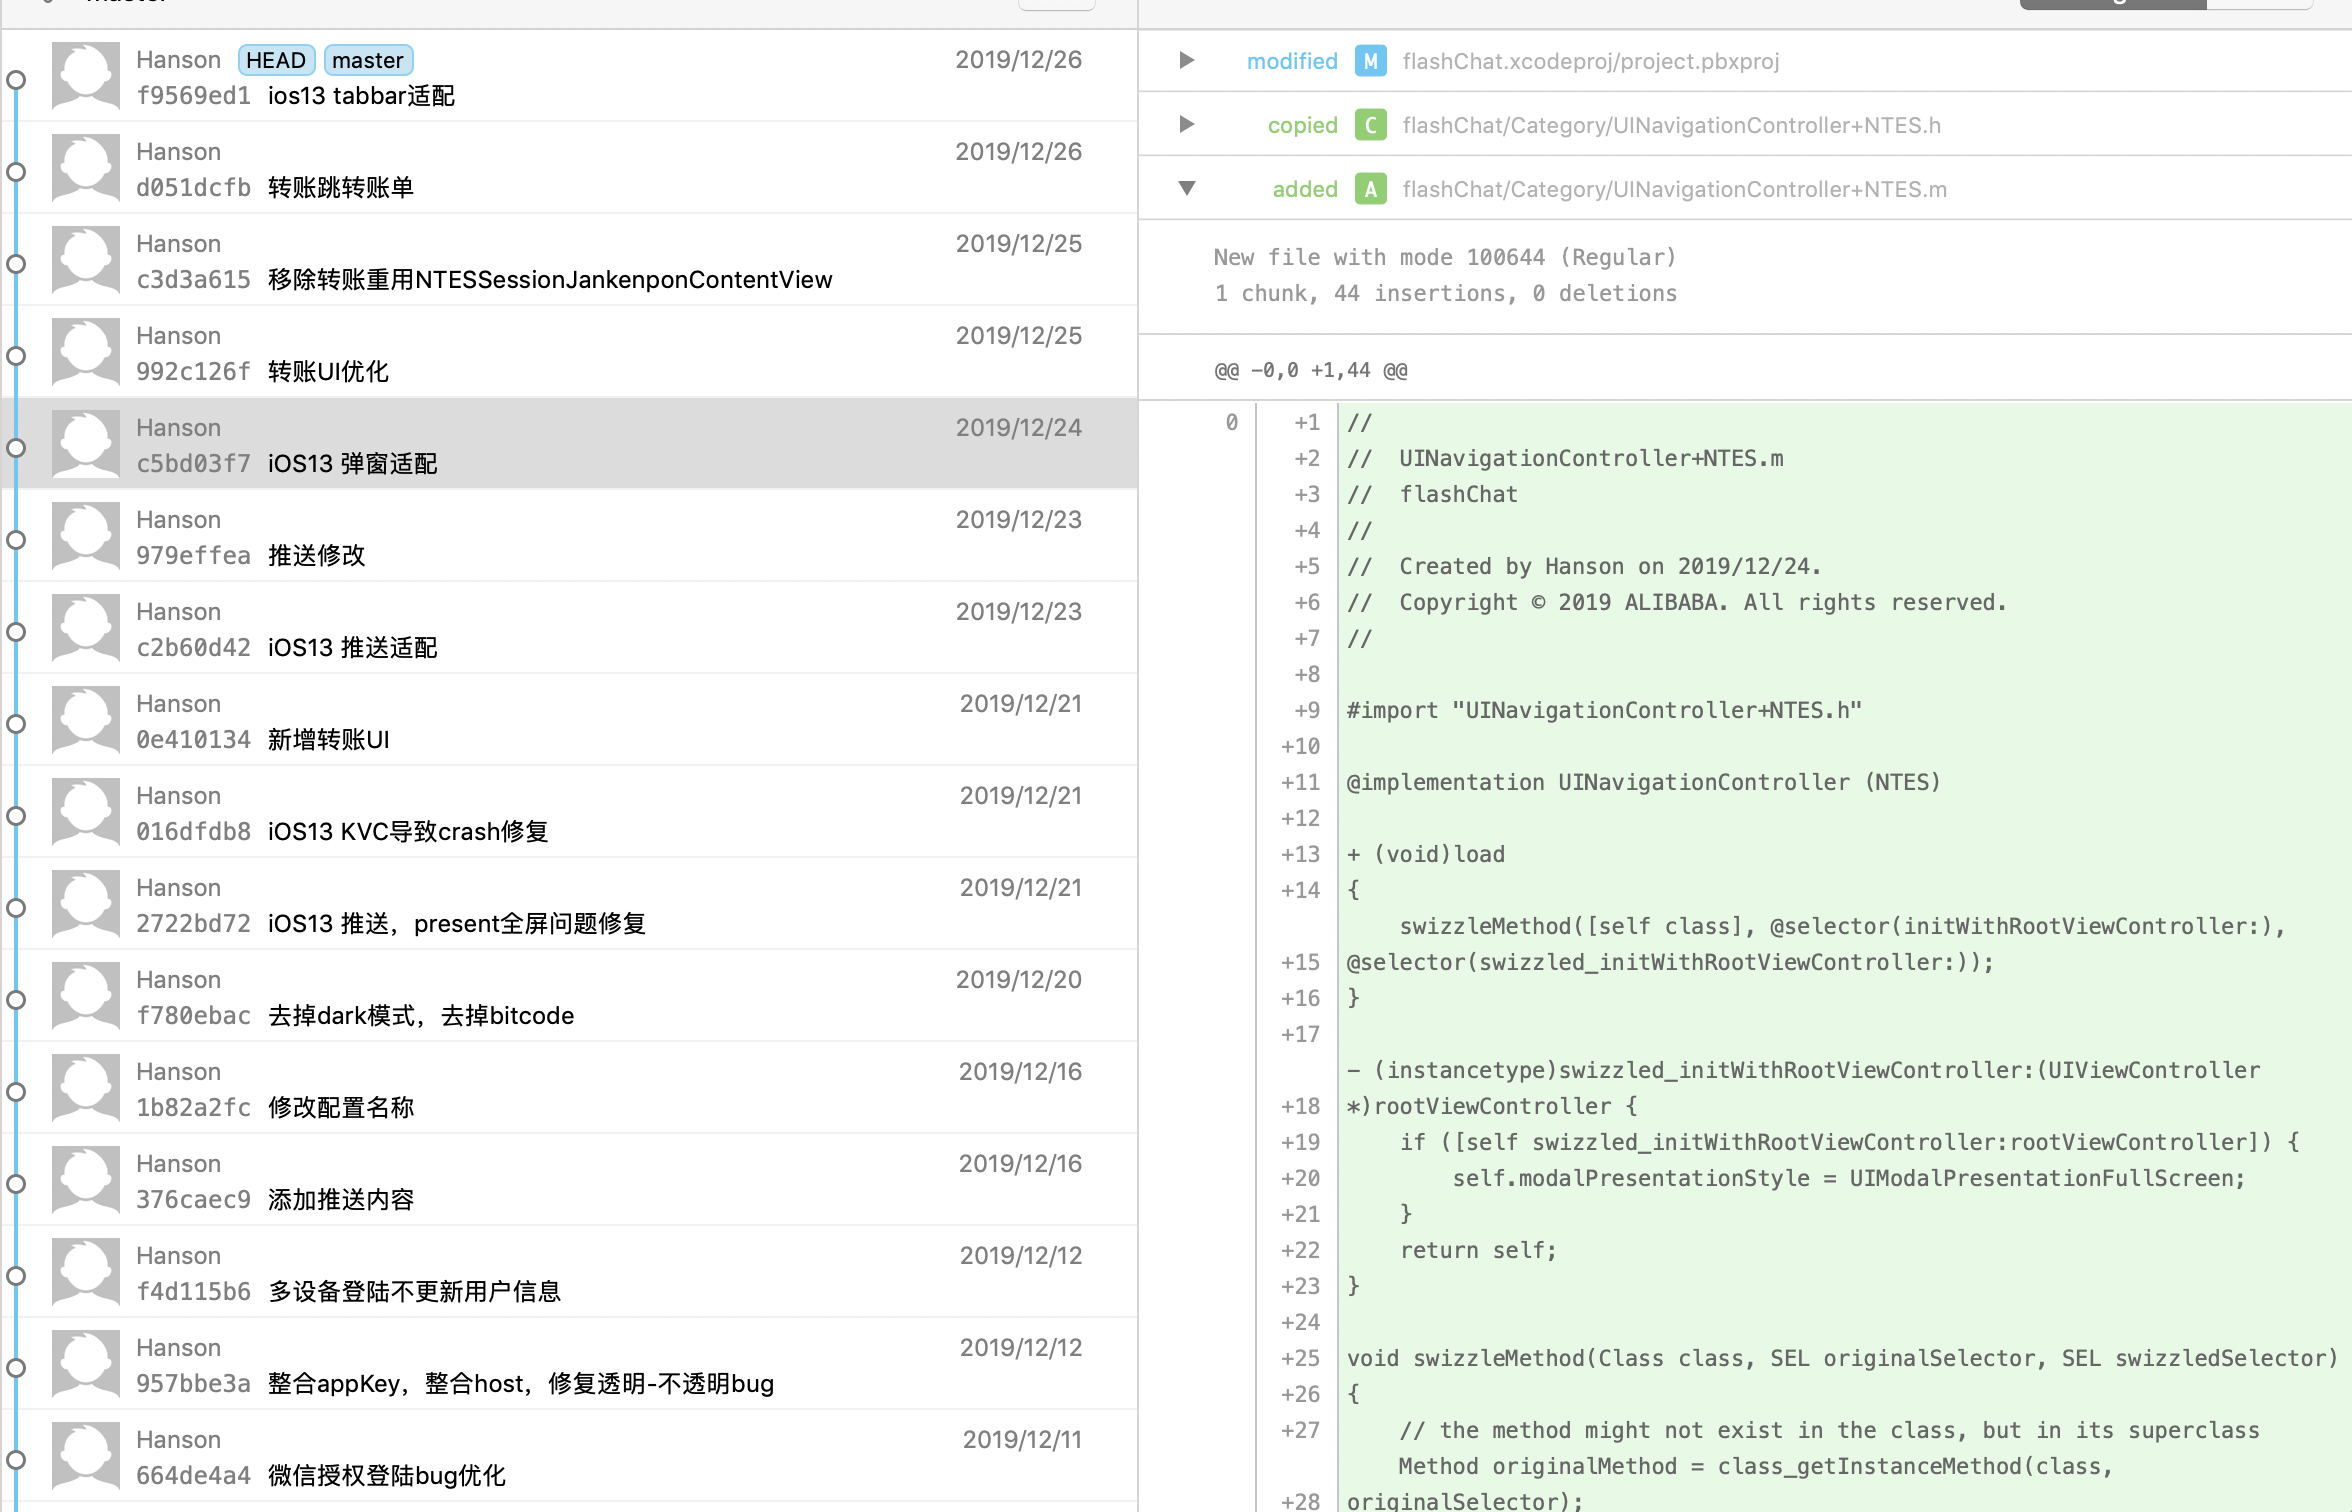 Hanson HEAD master 2019/12/26
f9569ed1 ios13 tabbar适配
Hanson 2019/12/26
d051dcfb 转账跳转账单
Hanson 2019/12/25
c3d3a615 移除转账重用NTESSessionJankenponContentView
Hanson 2019/12/25
992c126f 转账UI优化
Hanson 2019/12/24
c5bd03f7 iOS13 弹窗适配
Hanson 2019/12/23
979effea 推送修改
Hanson 2019/12/23
c2b60d42 iOS13 推送适配
Hanson 2019/12/21
0e410134 新增转账UI
Hanson 2019/12/21
016dfdb8 iOS13 KVC导致crash修复
Hanson 2019/12/21
2722bd72 iOS13 推送，present全屏问题修复
Hanson 2019/12/20
f780ebac 去掉dark模式，去掉bitcode
Hanson 2019/12/16
1b82a2fc 修改配置名称
Hanson 2019/12/16
376caec9 添加推送内容
Hanson 2019/12/12
f4d115b6 多设备登陆不更新用户信息
Hanson 2019/12/12
957bbe3a 整合appKey，整合host，修复透明-不透明bug
Hanson 2019/12/11
664de4a4 微信授权登陆bug优化
modified M flashChat.xcodeproj/project.pbxproj
copied C flashChat/Category/UINavigationController+NTES.h
added A flashChat/Category/UINavigationController+NTES.m
New file with mode 100644 (Regular)
1 chunk, 44 insertions, 0 deletions
@@ -0,0 +1,44 @@
0 +1 //
+2 //  UINavigationController+NTES.m
+3 //  flashChat
+4 //
+5 //  Created by Hanson on 2019/12/24.
+6 //  Copyright © 2019 ALIBABA. All rights reserved.
+7 //
+8
+9 #import "UINavigationController+NTES.h"
+10
+11 @implementation UINavigationController (NTES)
+12
+13 + (void)load
+14 {
swizzleMethod([self class], @selector(initWithRootViewController:),
+15 @selector(swizzled_initWithRootViewController:));
+16 }
+17
- (instancetype)swizzled_initWithRootViewController:(UIViewController
+18 *)rootViewController {
+19 if ([self swizzled_initWithRootViewController:rootViewController]) {
+20 self.modalPresentationStyle = UIModalPresentationFullScreen;
+21 }
+22 return self;
+23 }
+24
+25 void swizzleMethod(Class class, SEL originalSelector, SEL swizzledSelector)
+26 {
+27 // the method might not exist in the class, but in its superclass
Method originalMethod = class_getInstanceMethod(class,
+28 originalSelector);